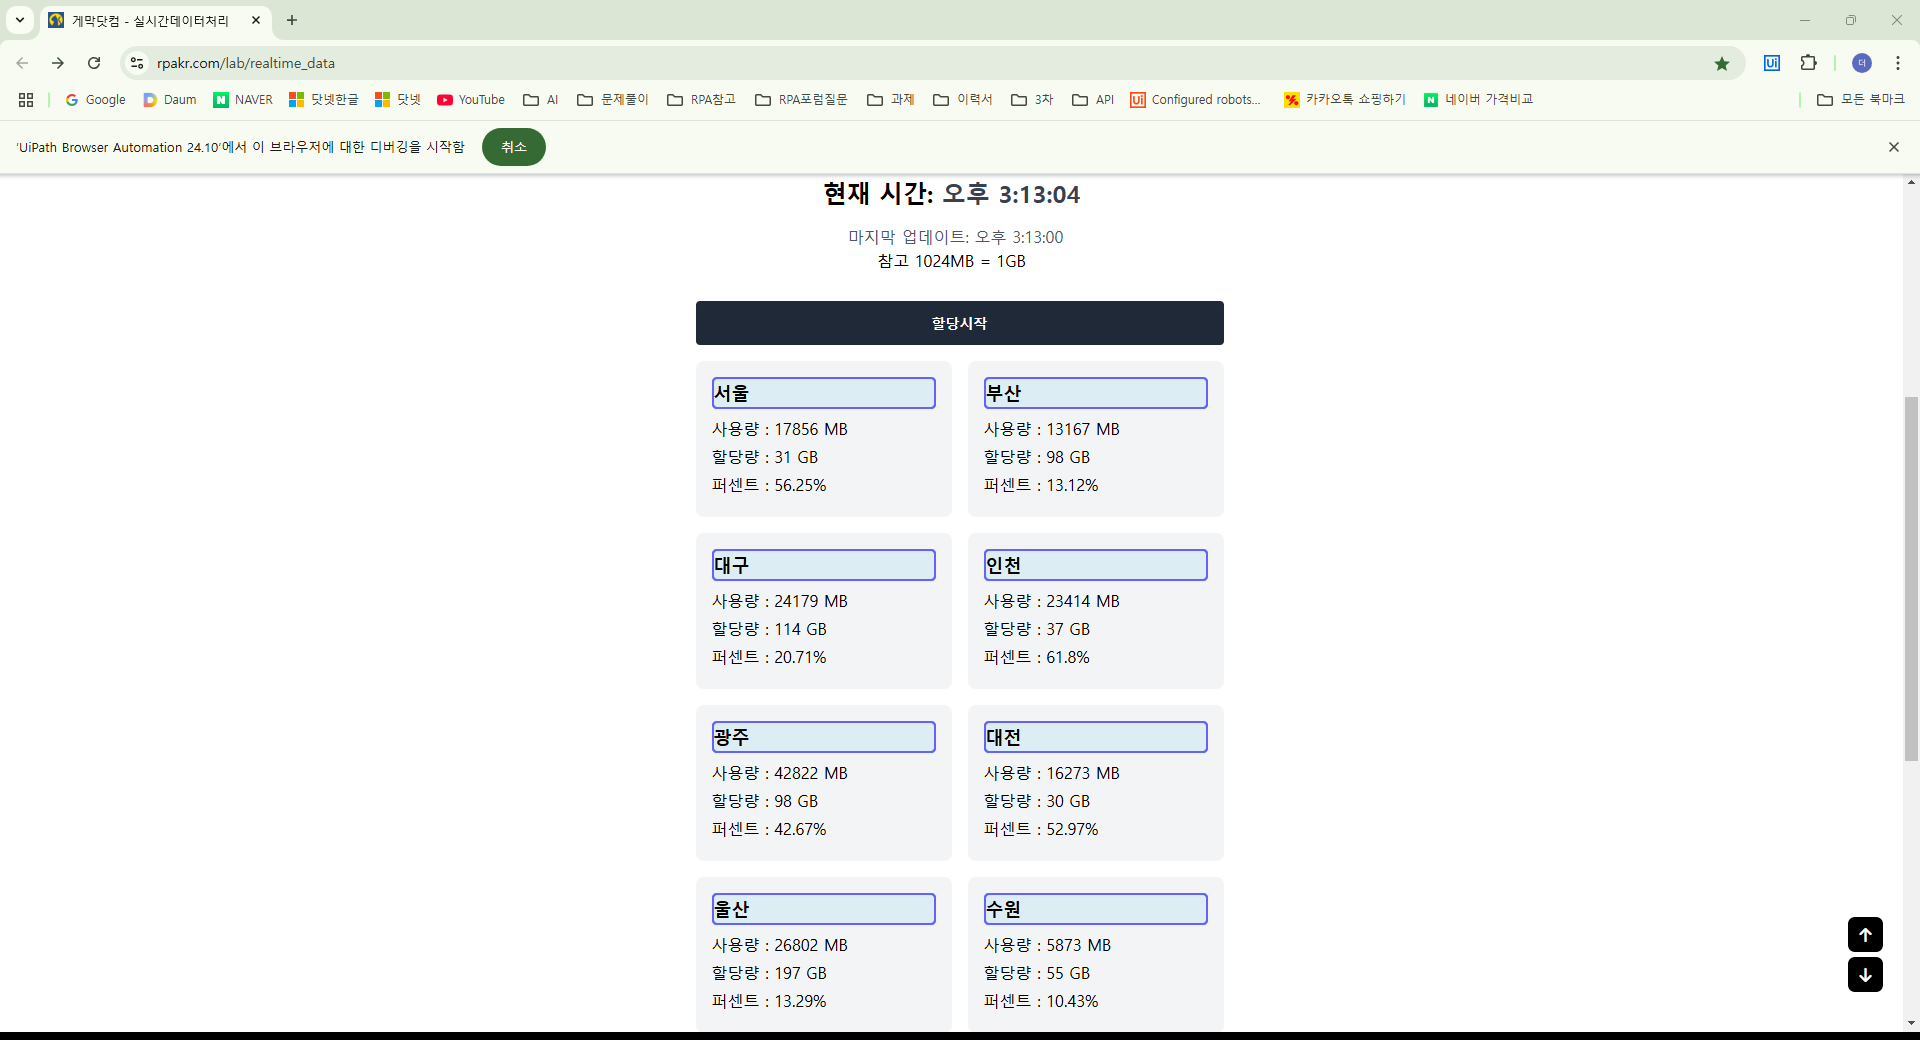 게막닷컴 - 실시간데이터처리
rpakr.com/lab/realtime_data
Ui
더
Google
Daum
NAVER
닷넷한글
닷넷
YouTube
AI
문제풀이
RPA참고
RPA포럼질문
과제
이력서
3차
API
Configured robots...
카카오톡 쇼핑하기
네이버 가격비교
모든 북마크
'UiPath Browser Automation 24.10'에서 이 브라우저에 대한 디버깅을 시작함
취소
현재 시간: 오후 3:13:04
마지막 업데이트: 오후 3:13:00
참고 1024MB = 1GB
할당시작
서울
사용량 : 17856 MB
할당량 : 31 GB
퍼센트 : 56.25%
부산
사용량 : 13167 MB
할당량 : 98 GB
퍼센트 : 13.12%
대구
사용량 : 24179 MB
할당량 : 114 GB
퍼센트 : 20.71%
인천
사용량 : 23414 MB
할당량 : 37 GB
퍼센트 : 61.8%
광주
사용량 : 42822 MB
할당량 : 98 GB
퍼센트 : 42.67%
대전
사용량 : 16273 MB
할당량 : 30 GB
퍼센트 : 52.97%
울산
사용량 : 26802 MB
할당량 : 197 GB
퍼센트 : 13.29%
수원
사용량 : 5873 MB
할당량 : 55 GB
퍼센트 : 10.43%